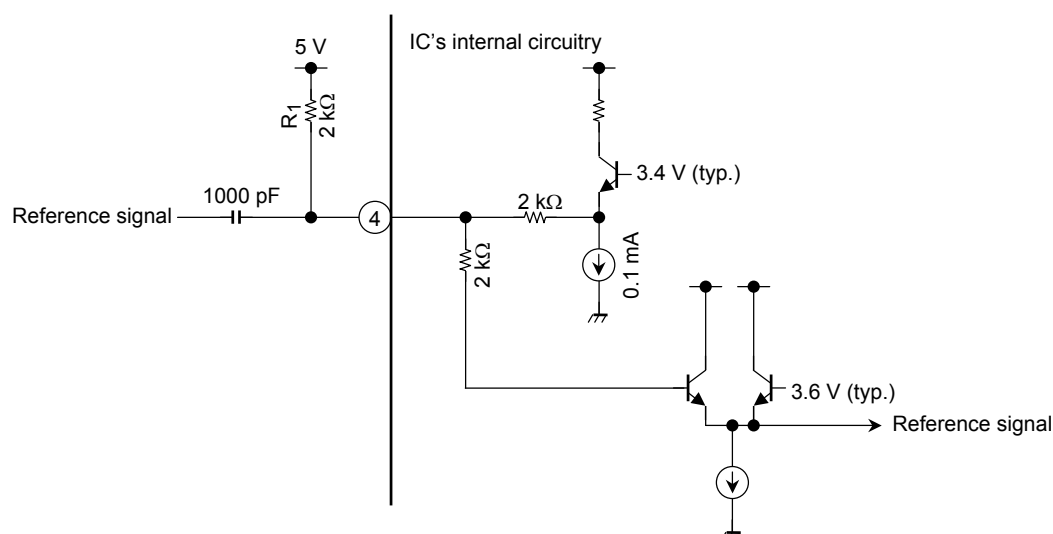 IC's internal circuitry
5 V
R1
2 kΩ
3.4 V (typ.)
1000 pF
Reference signal
4
2 kΩ
2 kΩ
0.1 mA
3.6 V (typ.)
Reference signal